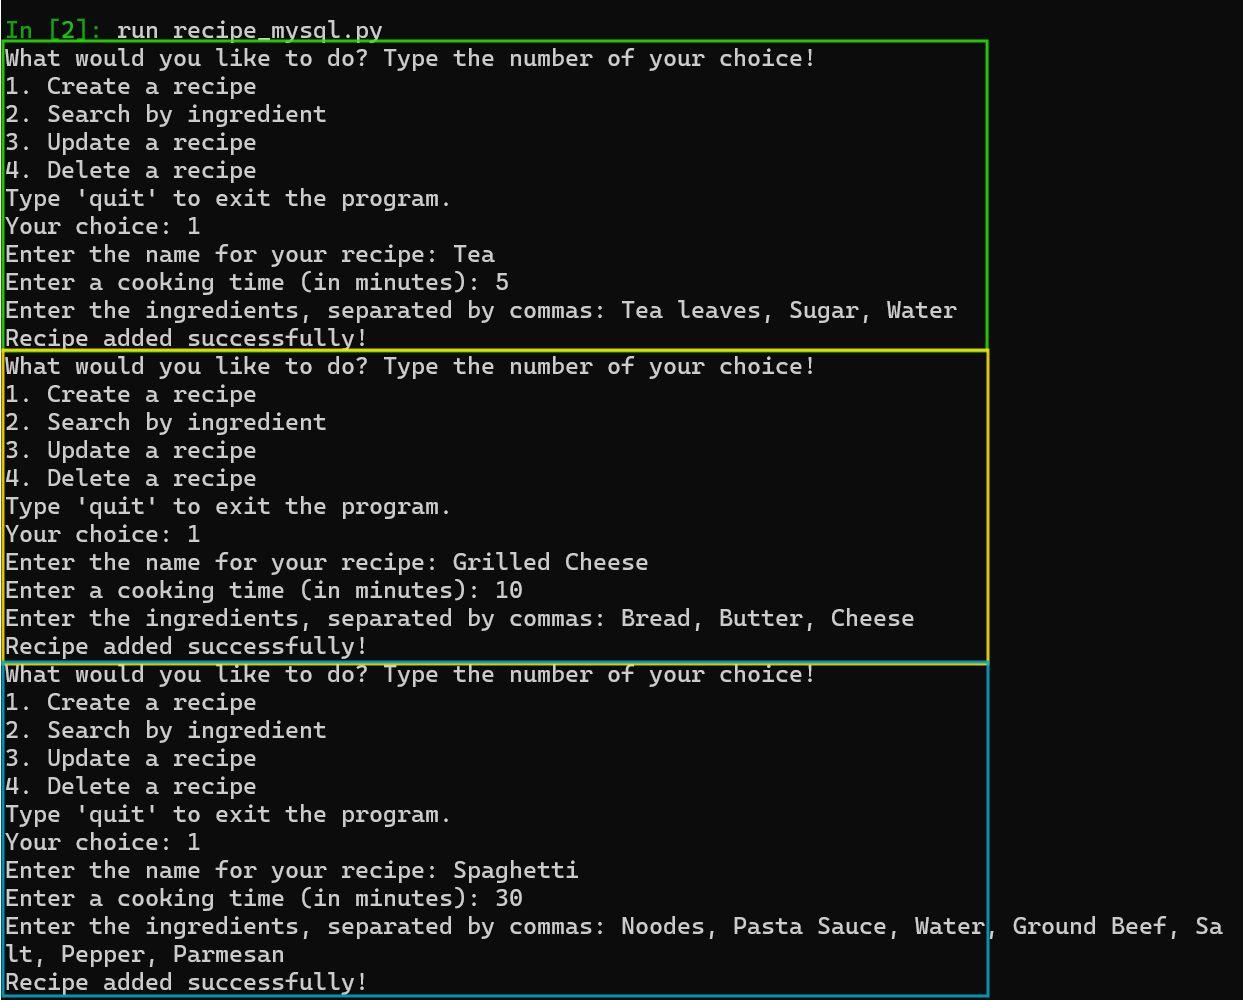 In [2]: run recipe_mysql.py
What would you like to do? Type the number of your choice!
1. Create a recipe
2. Search by ingredient
3. Update a recipe
4. Delete a recipe
Type 'quit' to exit the program.
Your choice: 1
Enter the name for your recipe: Tea
Enter a cooking time (in minutes): 5
Enter the ingredients, separated by commas: Tea leaves, Sugar, Water
Recipe added successfully!
What would you like to do? Type the number of your choice!
1. Create a recipe
2. Search by ingredient
3. Update a recipe
4. Delete a recipe
Type 'quit' to exit the program.
Your choice: 1
Enter the name for your recipe: Grilled Cheese
Enter a cooking time (in minutes): 10
Enter the ingredients, separated by commas: Bread, Butter, Cheese
Recipe added successfully!
What would you like to do? Type the number of your choice!
1. Create a recipe
2. Search by ingredient
3. Update a recipe
4. Delete a recipe
Type 'quit' to exit the program.
Your choice: 1
Enter the name for your recipe: Spaghetti
Enter a cooking time (in minutes): 30
Enter the ingredients, separated by commas: Noodes, Pasta Sauce, Water, Ground Beef, Sa
lt, Pepper, Parmesan
Recipe added successfully!